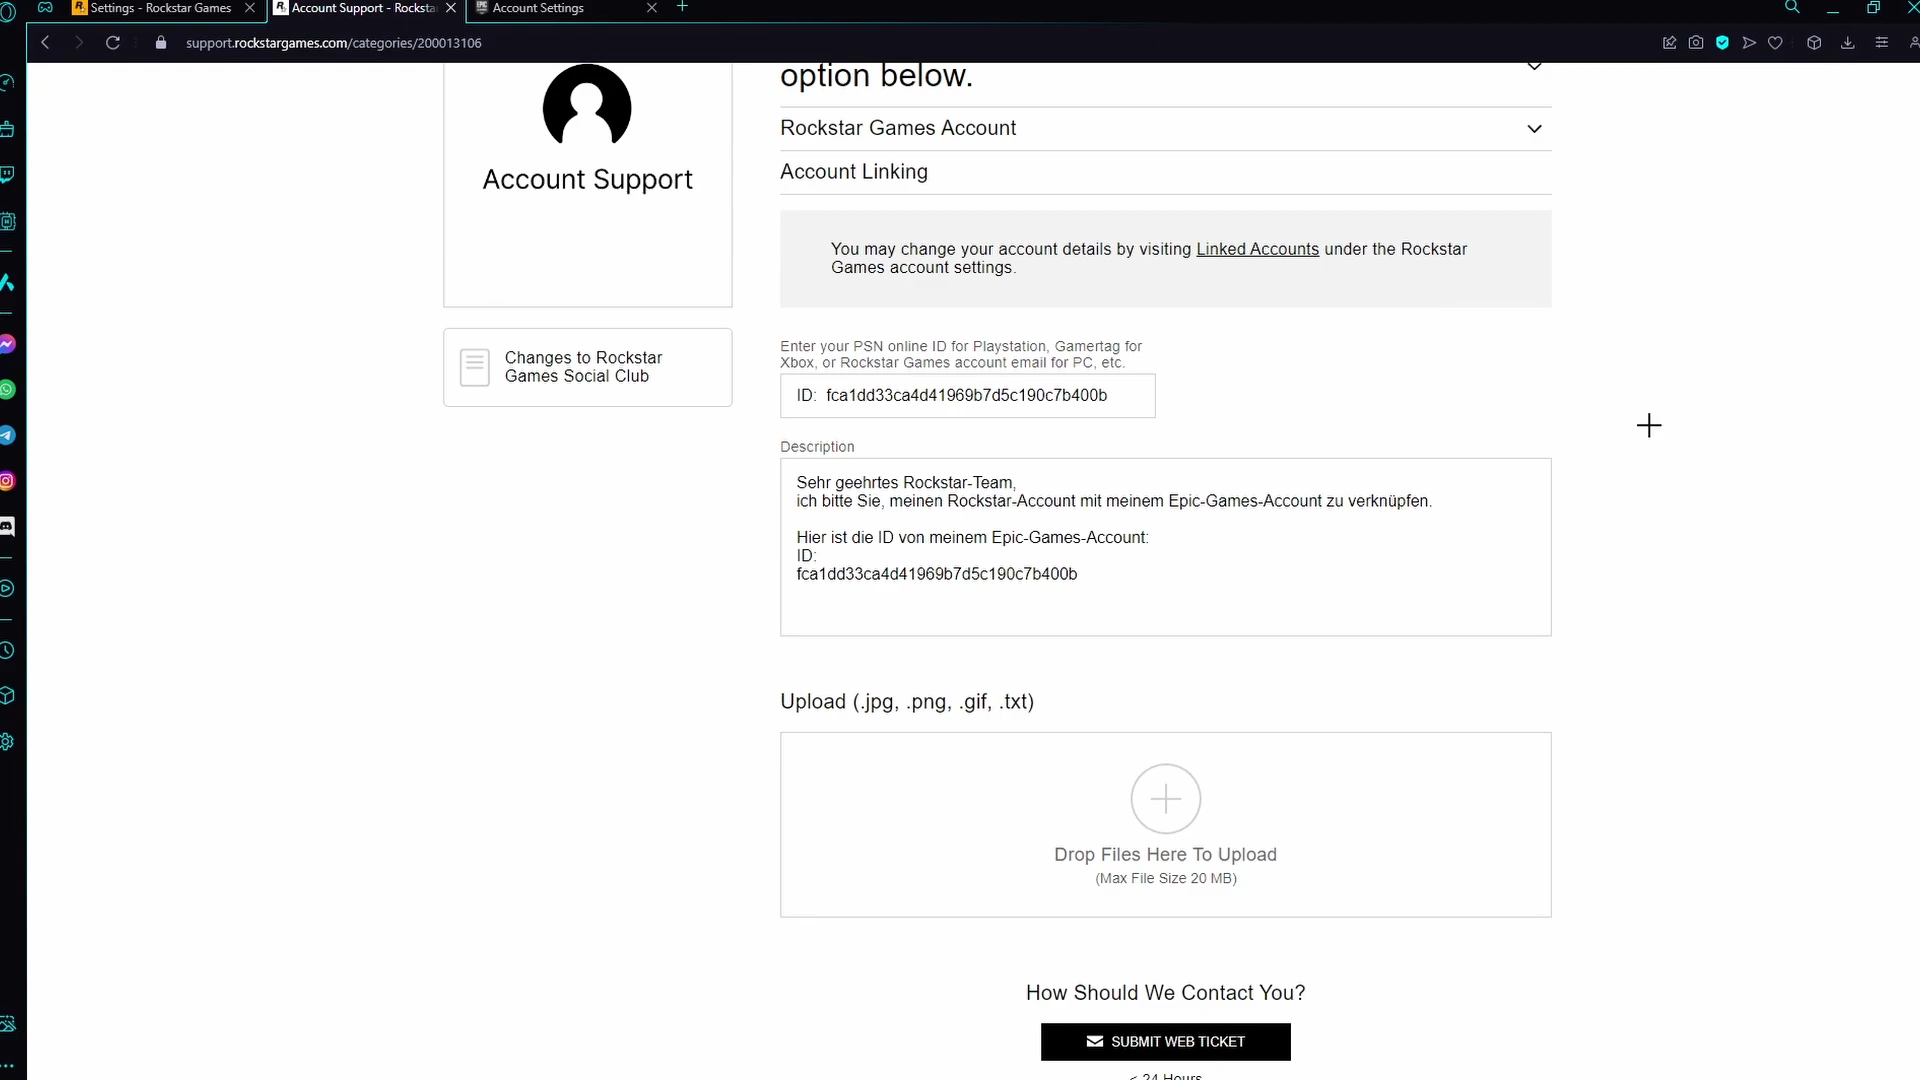 Settings - Rockstar Games
Account Support - Rocksta
Account Settings
support.rockstargames.com/categories/200013106
option below.
Rockstar Games Account
Account Linking
Account Support
You may change your account details by visiting Linked Accounts under the Rockstar
Games account settings.
Changes to Rockstar
Games Social Club
Enter your PSN online ID for Playstation, Gamertag for
Xbox, or Rockstar Games account email for PC, etc.
ID: fca1dd33ca4d41969b7d5c190c7b400b
Description
Sehr geehrtes Rockstar-Team,
ich bitte Sie, meinen Rockstar-Account mit meinem Epic-Games-Account zu verknüpfen.
Hier ist die ID von meinem Epic-Games-Account:
ID:
fca1dd33ca4d41969b7d5c190c7b400b
Upload (.jpg, .png, .gif, .txt)
Drop Files Here To Upload
(Max File Size 20 MB)
How Should We Contact You?
SUBMIT WEB TICKET
< 24 Hours